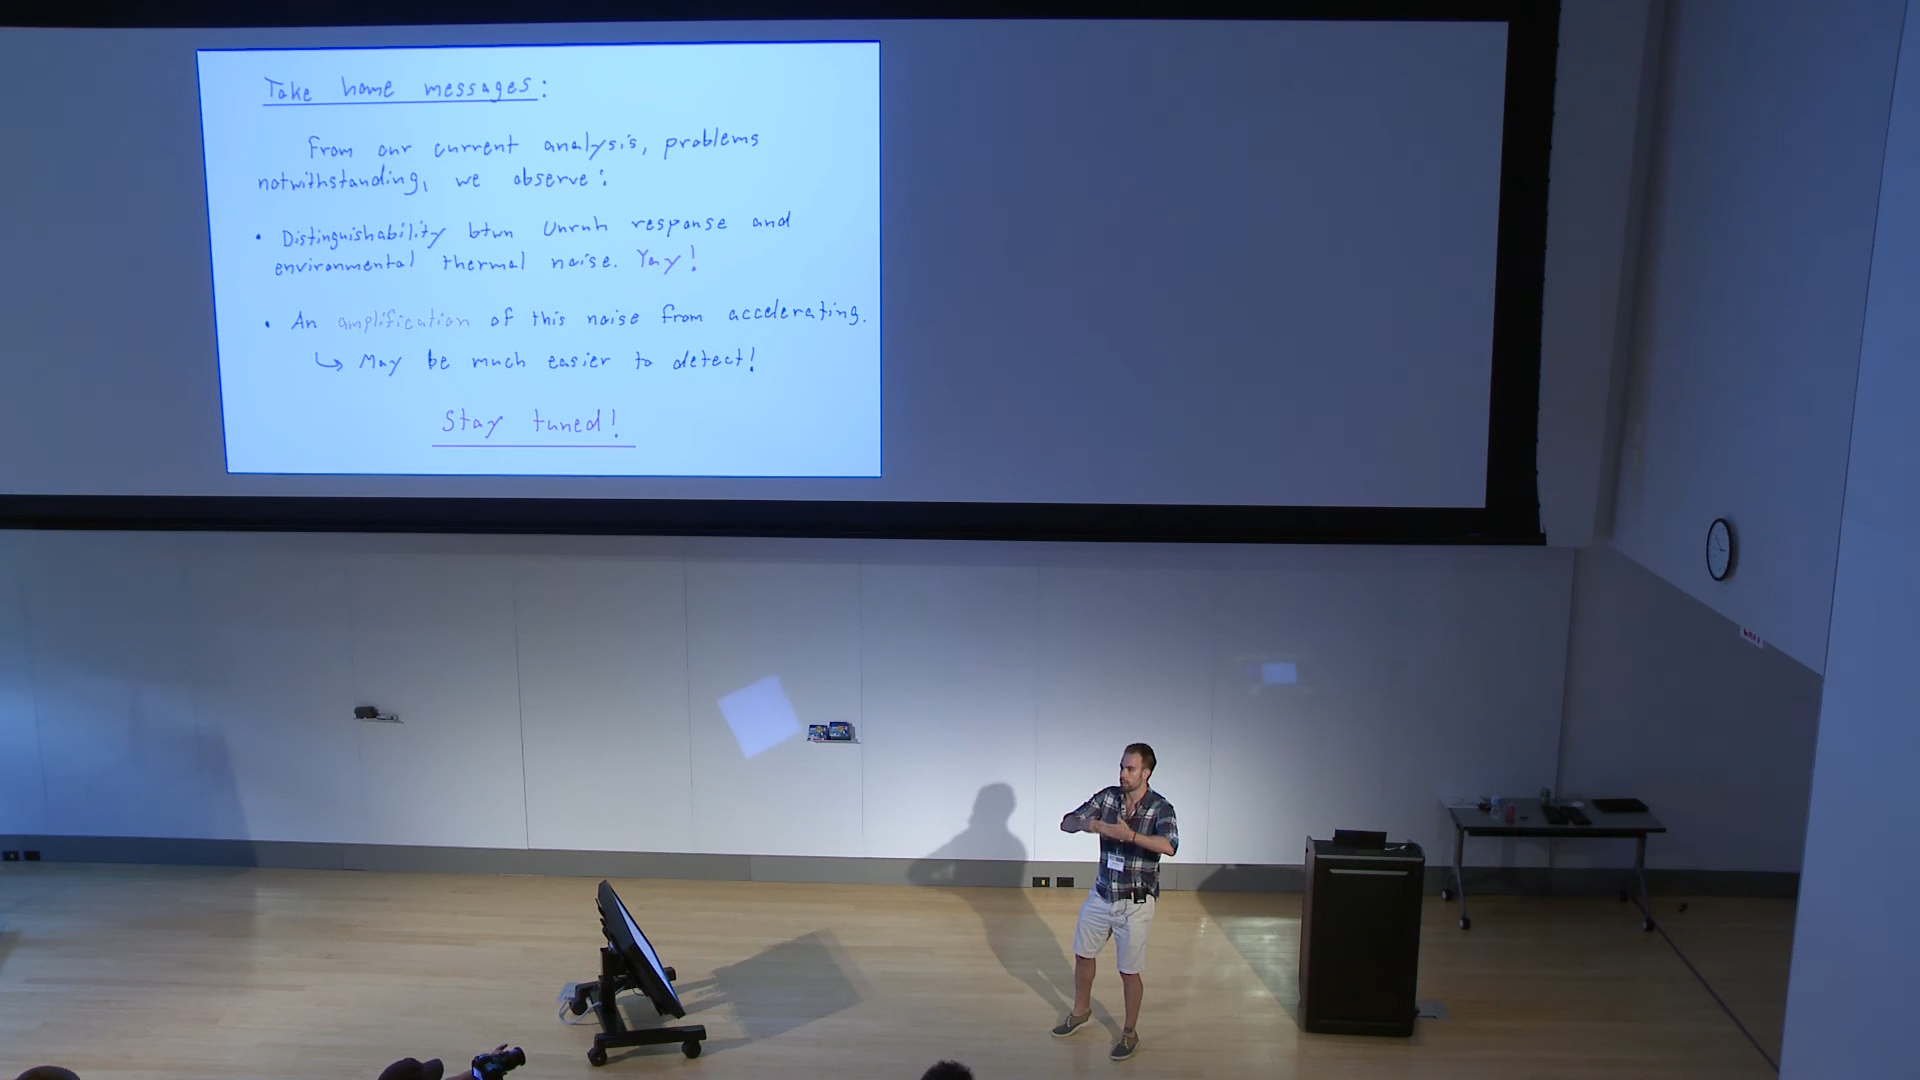 Take home messages:
From our current analysis, problems
notwithstanding, we observe:
• Distinguishability btwn Unruh response and
environmental thermal noise. Yay!
• An amplification of this noise from accelerating.
↳ May be much easier to detect!
Stay tuned!